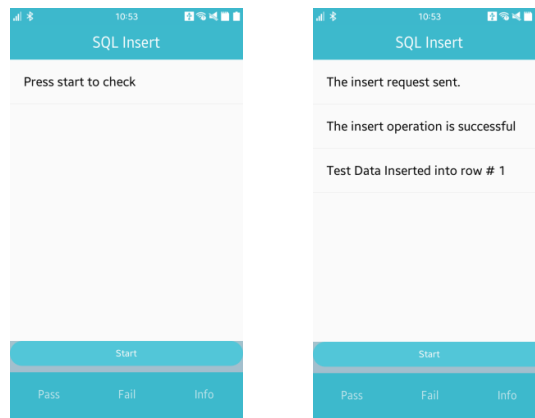 10:53
SQL Insert
Press start to check
Start
Pass Fail Info
10:53
SQL Insert
The insert request sent.
The insert operation is successful
Test Data Inserted into row # 1
Start
Pass Fail Info